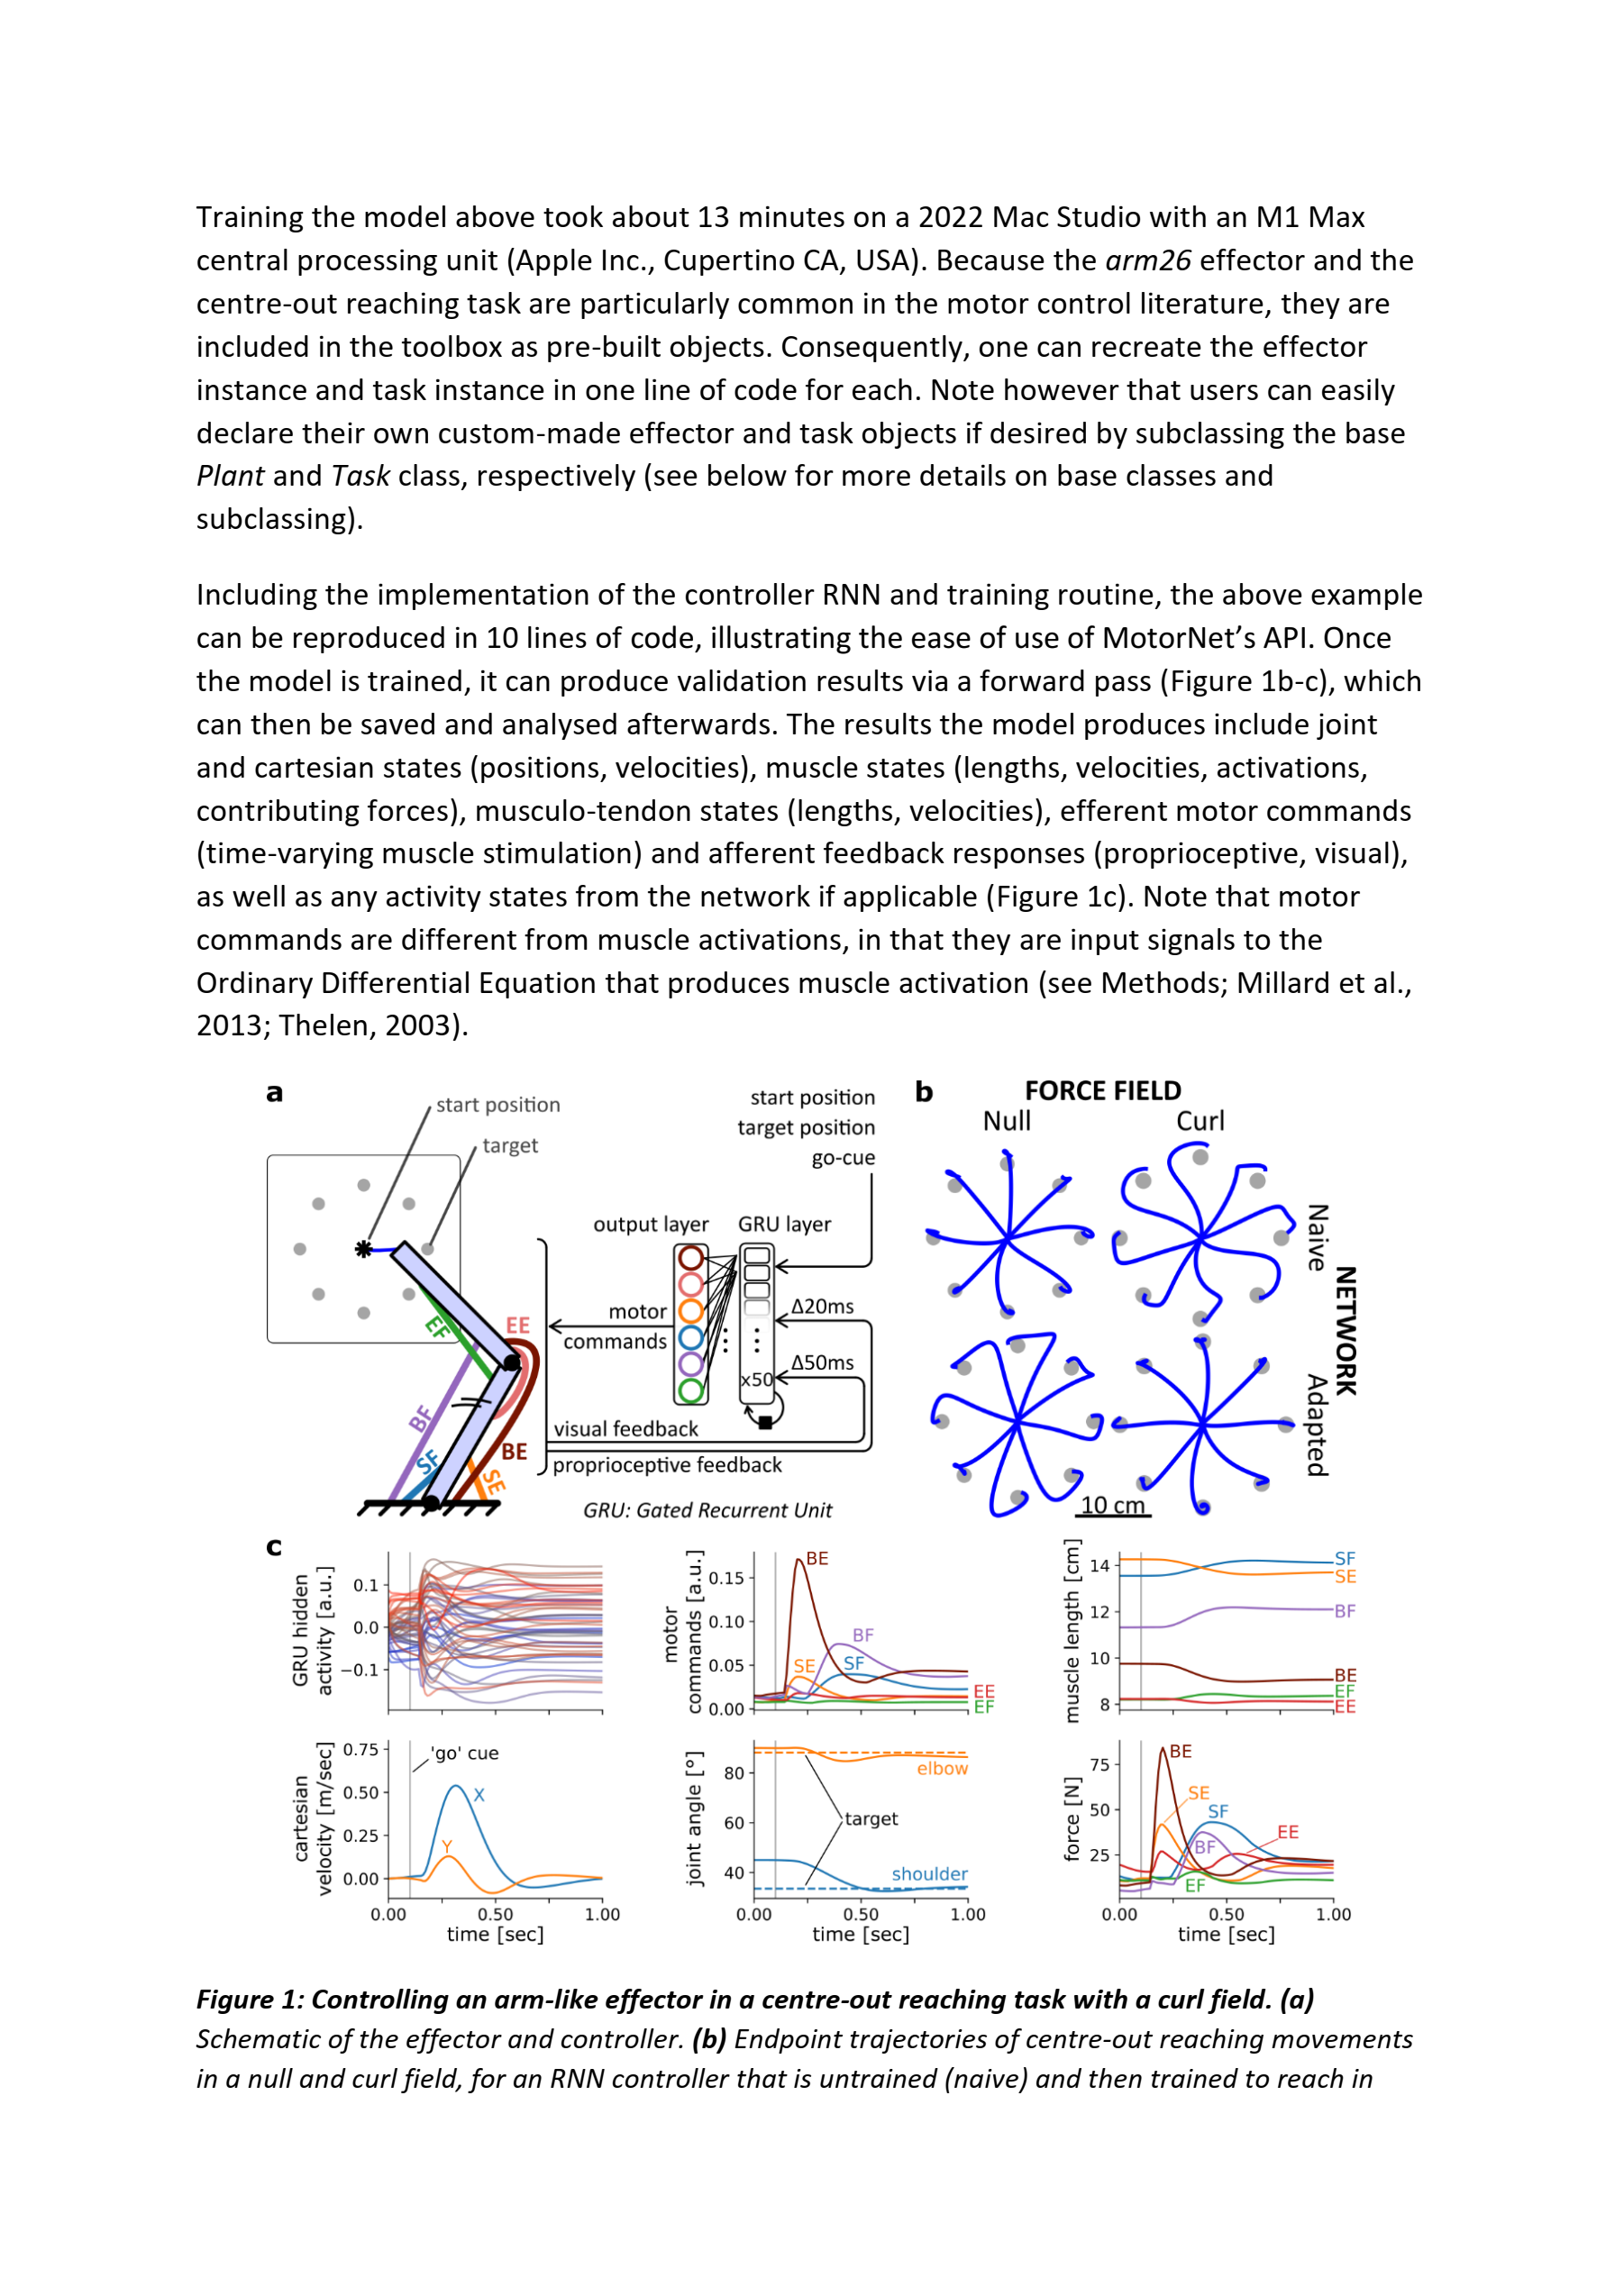 Training the model above took about 13 minutes on a 2022 Mac Studio with an M1 Max
central processing unit (Apple Inc., Cupertino CA, USA). Because the arm26 effector and the
centre-out reaching task are particularly common in the motor control literature, they are
included in the toolbox as pre-built objects. Consequently, one can recreate the effector
instance and task instance in one line of code for each. Note however that users can easily
declare their own custom-made effector and task objects if desired by subclassing the base
Plant and Task class, respectively (see below for more details on base classes and
subclassing).
Including the implementation of the controller RNN and training routine, the above example
can be reproduced in 10 lines of code, illustrating the ease of use of MotorNet’s API. Once
the model is trained, it can produce validation results via a forward pass (Figure 1b-c), which
can then be saved and analysed afterwards. The results the model produces include joint
and cartesian states (positions, velocities), muscle states (lengths, velocities, activations,
contributing forces), musculo-tendon states (lengths, velocities), efferent motor commands
(time-varying muscle stimulation) and afferent feedback responses (proprioceptive, visual),
as well as any activity states from the network if applicable (Figure 1c). Note that motor
commands are different from muscle activations, in that they are input signals to the
Ordinary Differential Equation that produces muscle activation (see Methods; Millard et al.,
2013; Thelen, 2003).
a
start position
target
start position
target position
go-cue
output layer
GRU layer
motor
commands
Δ20ms
Δ50ms
x50
visual feedback
proprioceptive feedback
GRU: Gated Recurrent Unit
EF
EE
BF
SF
BE
SE
b
FORCE FIELD
Null
Curl
Naive
Adapted
NETWORK
10 cm
c
GRU hidden
activity [a.u.]
0.1
0.0
−0.1
motor
commands [a.u.]
0.15
0.10
0.05
0.00
BE
BF
SE
SF
EE
EF
muscle length [cm]
14
12
10
8
SF
SE
BF
BE
EF
EE
cartesian
velocity [m/sec]
0.75
0.50
0.25
0.00
'go' cue
X
Y
0.00
0.50
1.00
time [sec]
joint angle [°]
80
60
40
elbow
target
shoulder
0.00
0.50
1.00
time [sec]
force [N]
75
50
25
BE
SE
SF
BF
EE
EF
0.00
0.50
1.00
time [sec]
Figure 1: Controlling an arm-like effector in a centre-out reaching task with a curl field. (a)
Schematic of the effector and controller. (b) Endpoint trajectories of centre-out reaching movements
in a null and curl field, for an RNN controller that is untrained (naive) and then trained to reach in